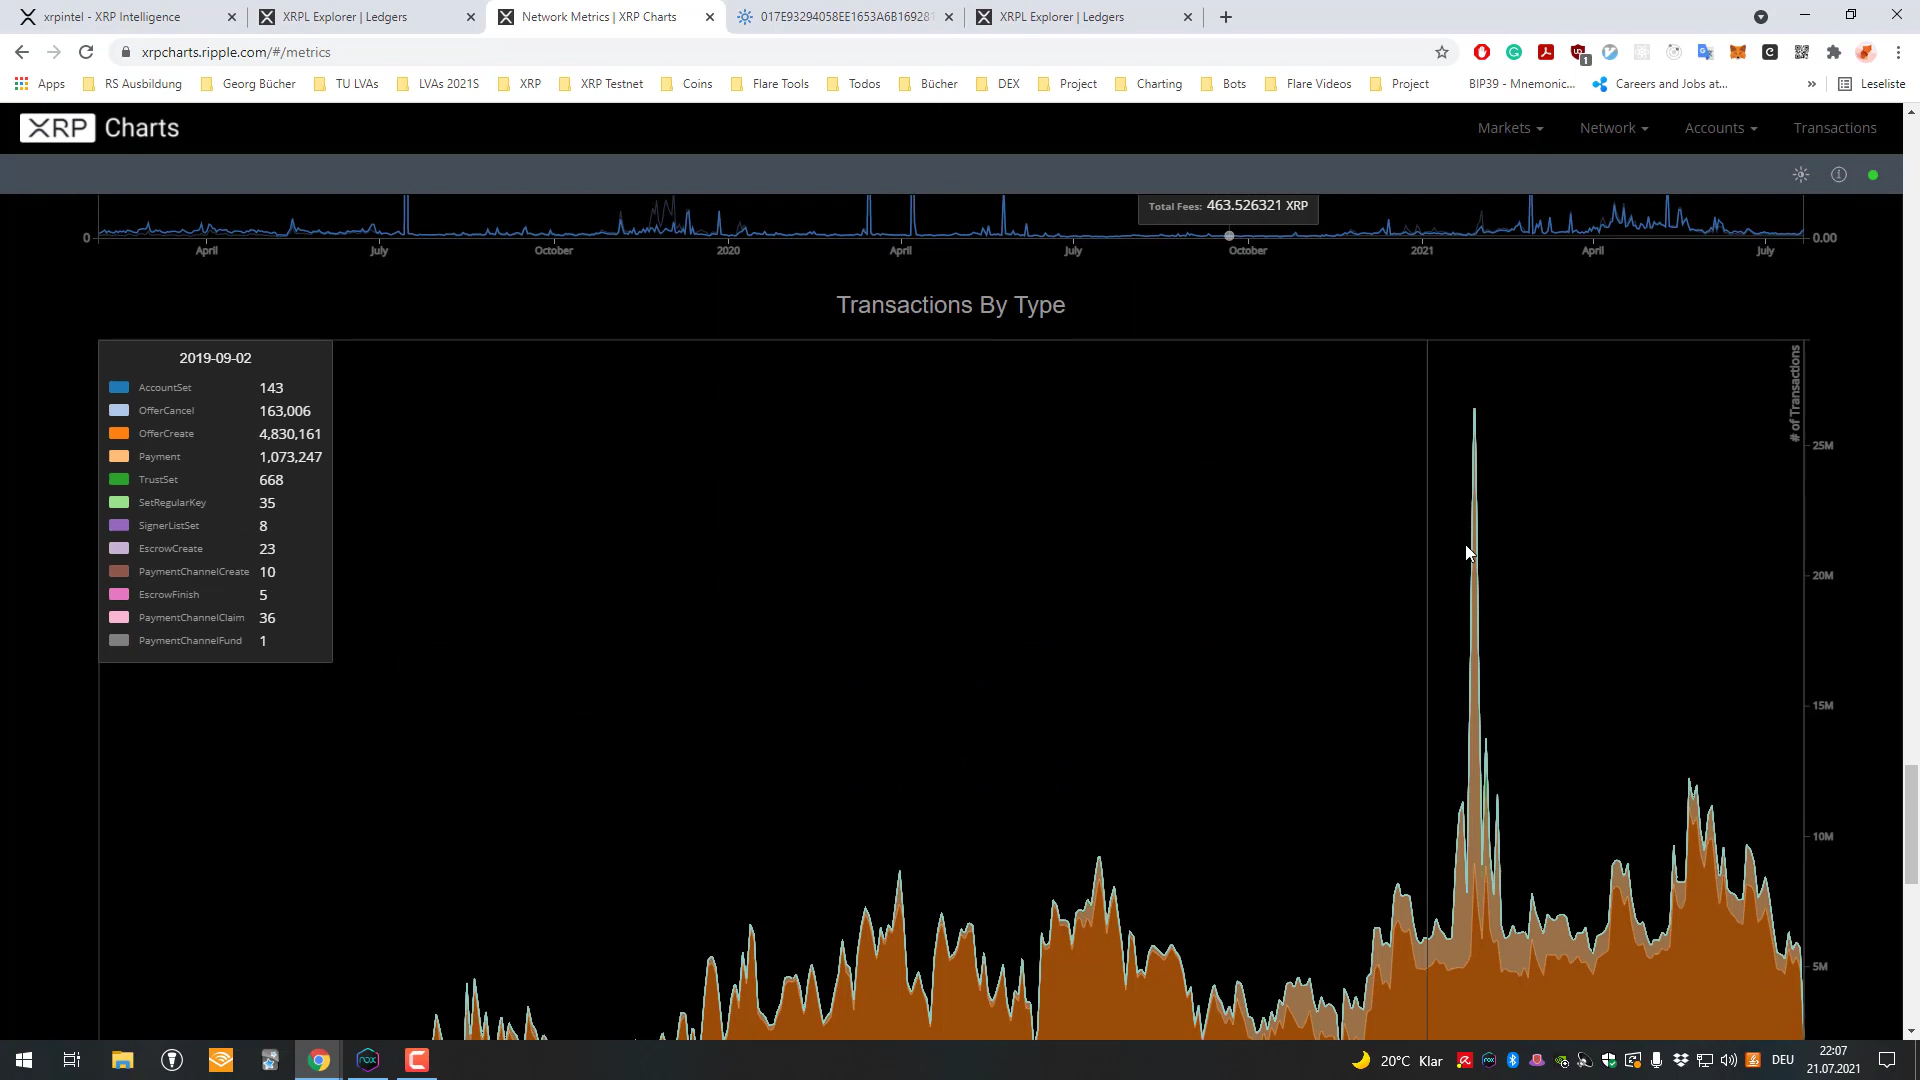 xrpintel - XRP Intelligence
XRPL Explorer | Ledgers
Network Metrics | XRP Charts
017E93294058EE1653A6B16928
XRPL Explorer | Ledgers
xrpcharts.ripple.com/#/metrics
1
Apps
RS Ausbildung
Georg Bücher
TU LVAs
LVAs 2021S
XRP
XRP Testnet
Coins
Flare Tools
Todos
Bücher
DEX
Project
Charting
Bots
Flare Videos
Project
BIP39 - Mnemonic...
Careers and Jobs at...
»
Leseliste
XRP Charts
Markets
Network
Accounts
Transactions
Total Fees: 463.526321 XRP
0
0.00
April
July
October
2020
April
July
October
2021
April
July
Transactions By Type
2019-09-02
AccountSet 143
OfferCancel 163,006
OfferCreate 4,830,161
Payment 1,073,247
TrustSet 668
SetRegularKey 35
SignerListSet 8
EscrowCreate 23
PaymentChannelCreate 10
EscrowFinish 5
PaymentChannelClaim 36
PaymentChannelFund 1
# of Transactions
25M
20M
15M
10M
5M
nox
20°C Klar
DEU
22:07
21.07.2021